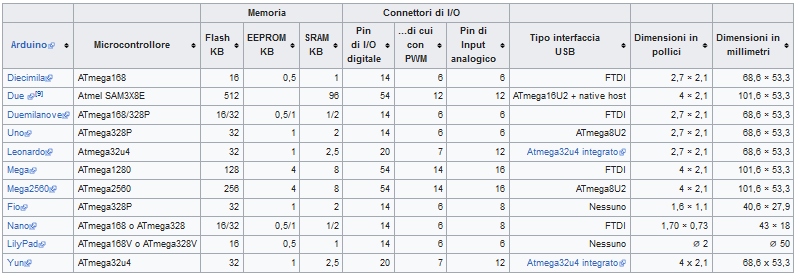 Memoria Connettori di I/O
Arduino Microcontrollore Flash KB EEPROM KB SRAM KB Pin di I/O digitale ...di cui con PWM Pin di Input analogico Tipo interfaccia USB Dimensioni in pollici Dimensioni in millimetri
Diecimila ATmega168 16 0,5 1 14 6 6 FTDI 2,7 × 2,1 68,6 × 53,3
Due [9] Atmel SAM3X8E 512 96 54 12 12 ATmega16U2 + native host 4 × 2,1 101,6 × 53,3
Duemilanove ATmega168/328P 16/32 0,5/1 1/2 14 6 6 FTDI 2,7 × 2,1 68,6 × 53,3
Uno ATmega328P 32 1 2 14 6 6 ATmega8U2 2,7 × 2,1 68,6 × 53,3
Leonardo Atmega32u4 32 1 2,5 20 7 12 Atmega32u4 integrato 2,7 × 2,1 68,6 × 53,3
Mega ATmega1280 128 4 8 54 14 16 FTDI 4 × 2,1 101,6 × 53,3
Mega2560 ATmega2560 256 4 8 54 14 16 ATmega8U2 4 × 2,1 101,6 × 53,3
Fio ATmega328P 32 1 2 14 6 8 Nessuno 1,6 × 1,1 40,6 × 27,9
Nano ATmega168 o ATmega328 16/32 0,5/1 1/2 14 6 8 FTDI 1,70 × 0,73 43 × 18
LilyPad ATmega168V o ATmega328V 16 0,5 1 14 6 6 Nessuno ⌀ 2 ⌀ 50
Yun ATmega32u4 32 1 2,5 20 7 12 Atmega32u4 integrato 4 x 2,1 68,6 x 53,3